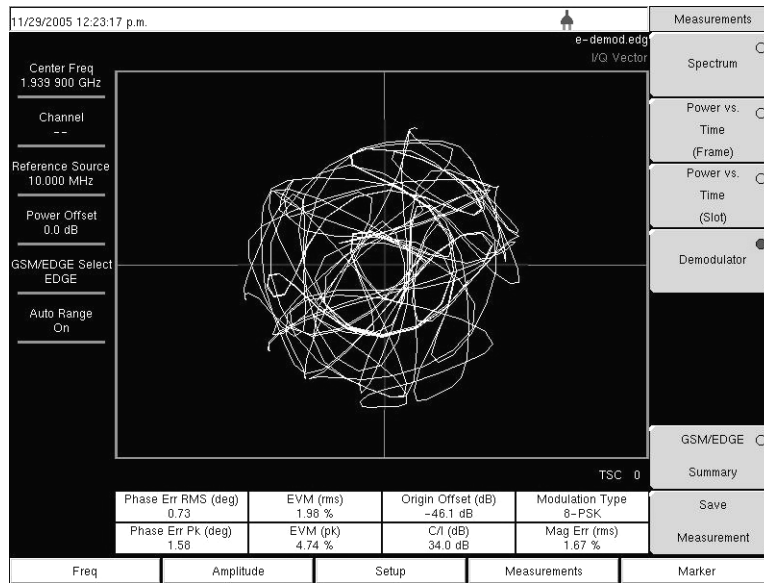 11/29/2005 12:23:17 p.m.
e-demod.edg
I/Q Vector
Center Freq
1.939 900 GHz
Channel
--
Reference Source
10.000 MHz
Power Offset
0.0 dB
GSM/EDGE Select
EDGE
Auto Range
On
TSC 0
Phase Err RMS (deg)
0.73
EVM (rms)
1.98 %
Origin Offset (dB)
-46.1 dB
Modulation Type
8-PSK
Phase Err Pk (deg)
1.58
EVM (pk)
4.74 %
C/I (dB)
34.0 dB
Mag Err (rms)
1.67 %
Measurements
Spectrum
Power vs.
Time
(Frame)
Power vs.
Time
(Slot)
Demodulator
GSM/EDGE
Summary
Save
Measurement
Freq
Amplitude
Setup
Measurements
Marker